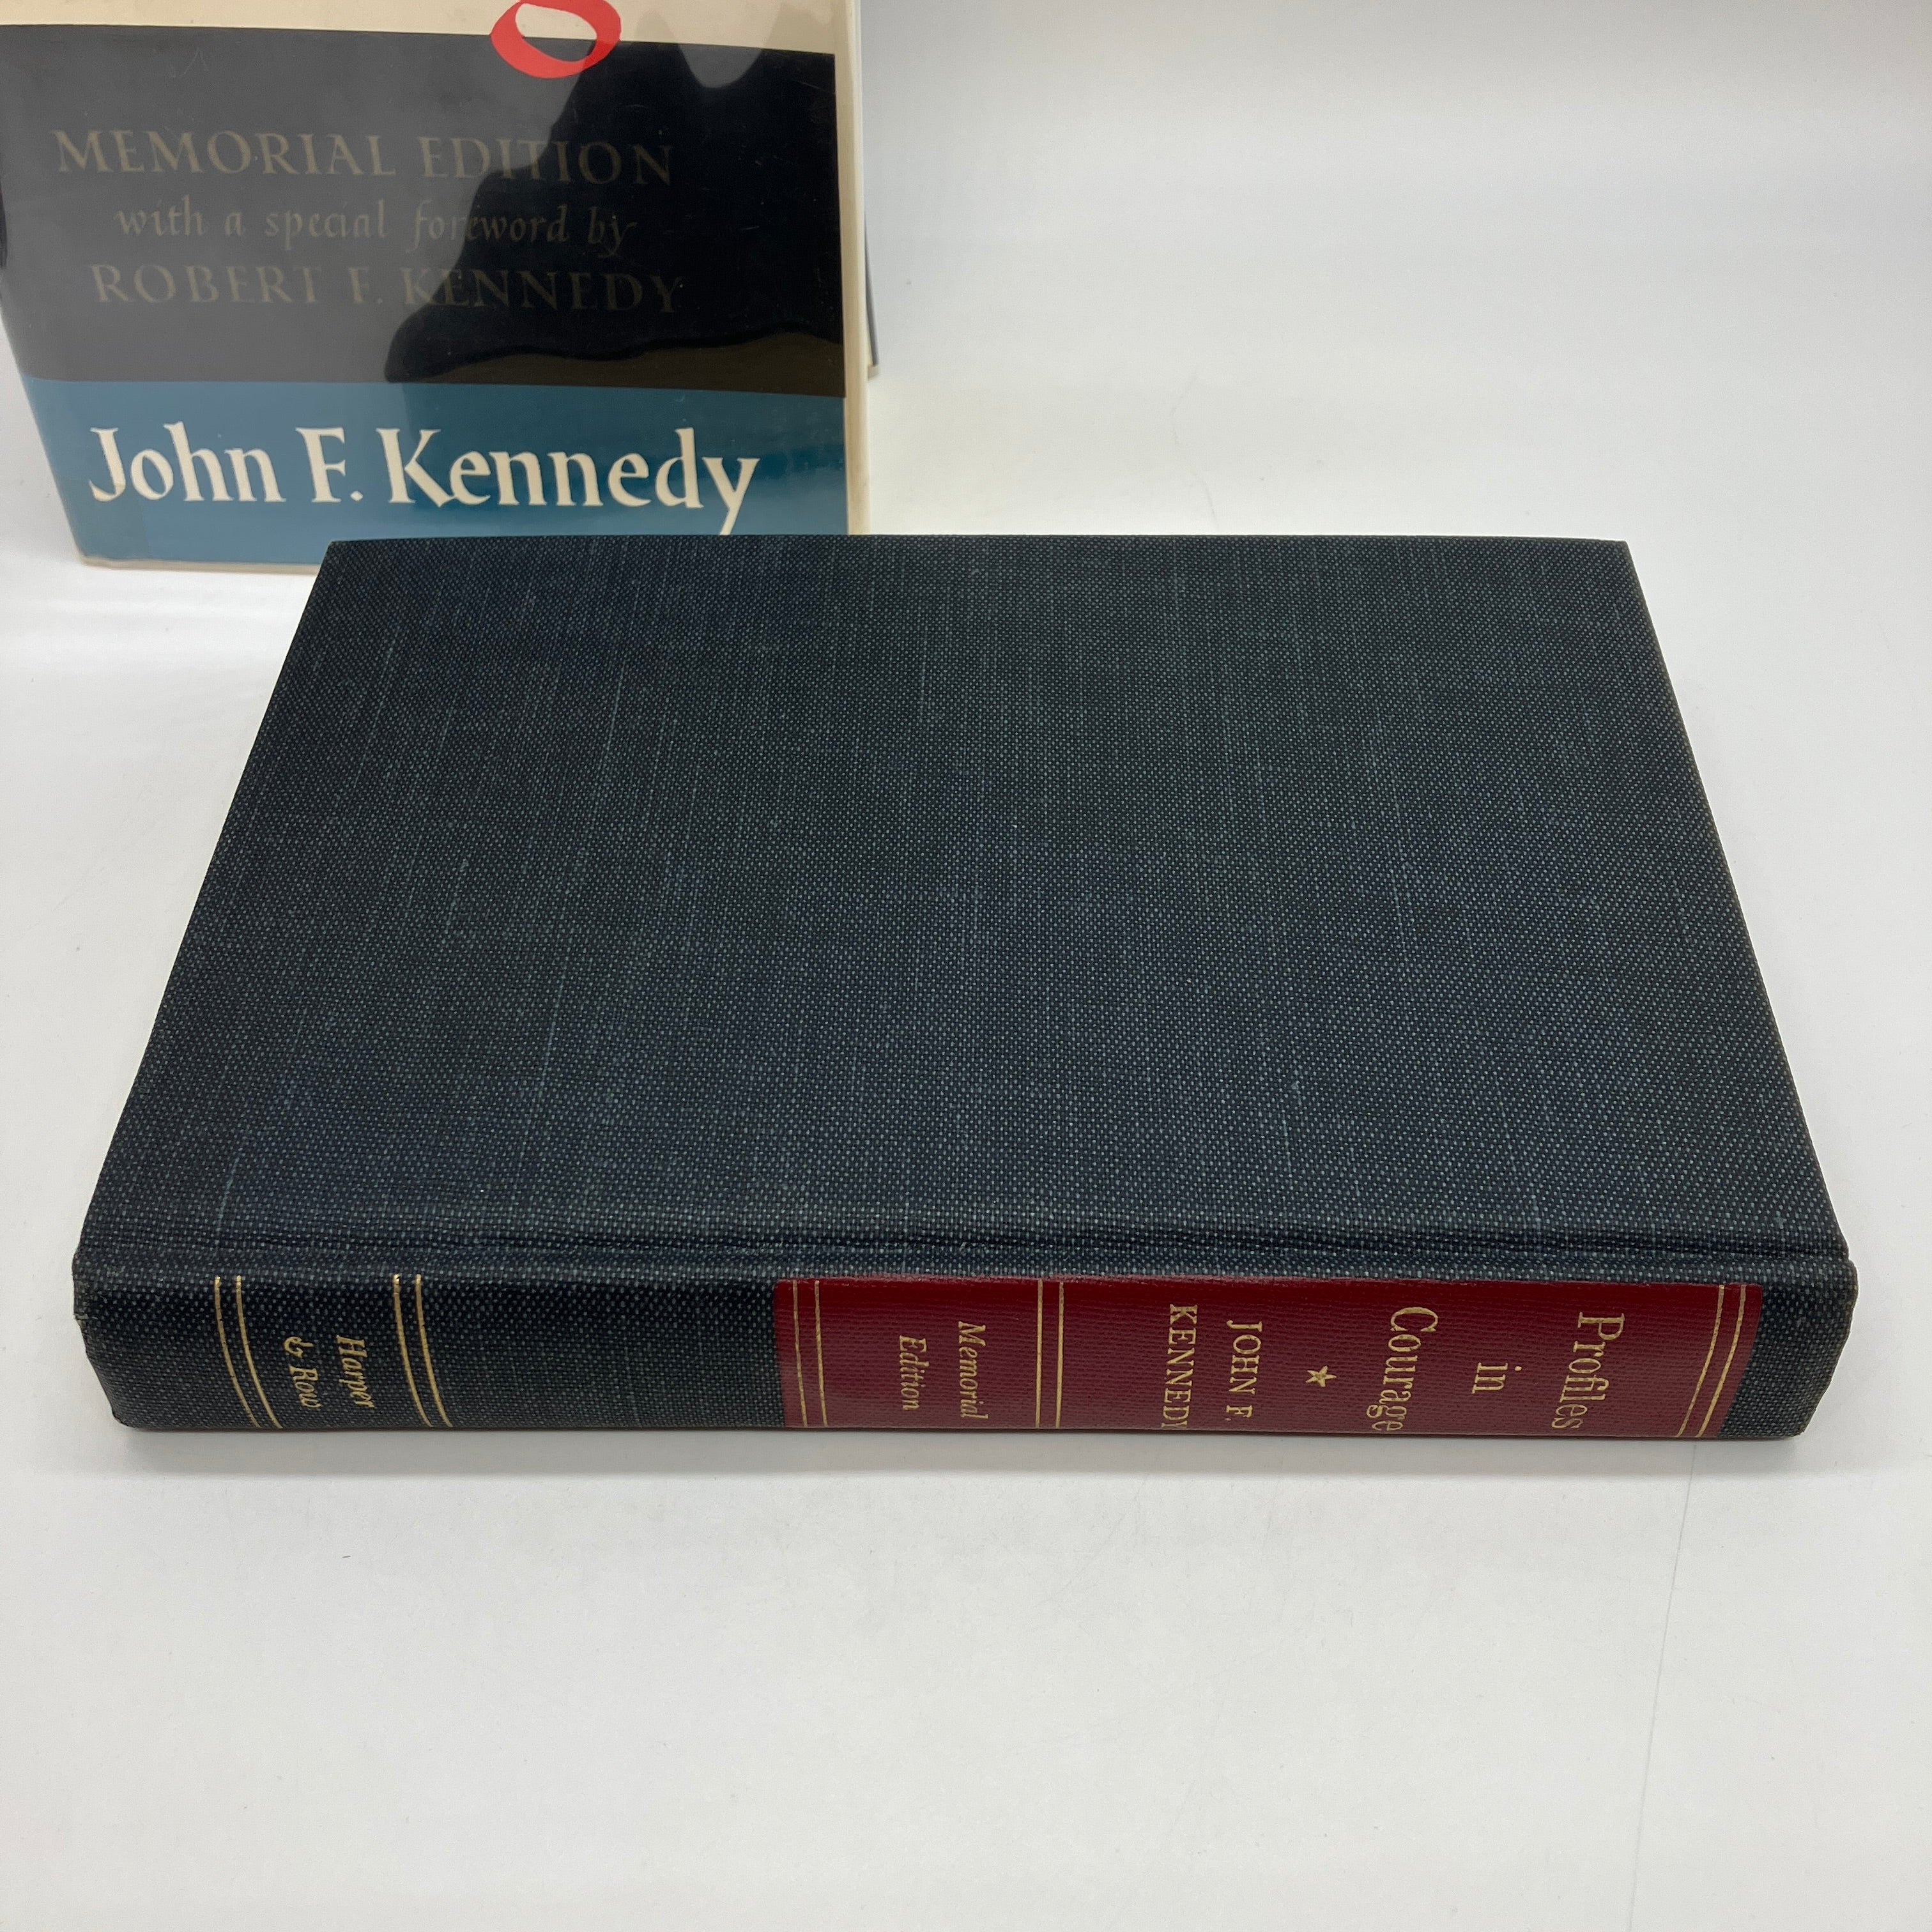 MEMORIAL EDITION
with a special foreword by
ROBERT F. KENNEDY
John F. Kennedy
Profiles
in
Courage
JOHN F.
KENNEDY
Memorial
Edition
Harper
& Row